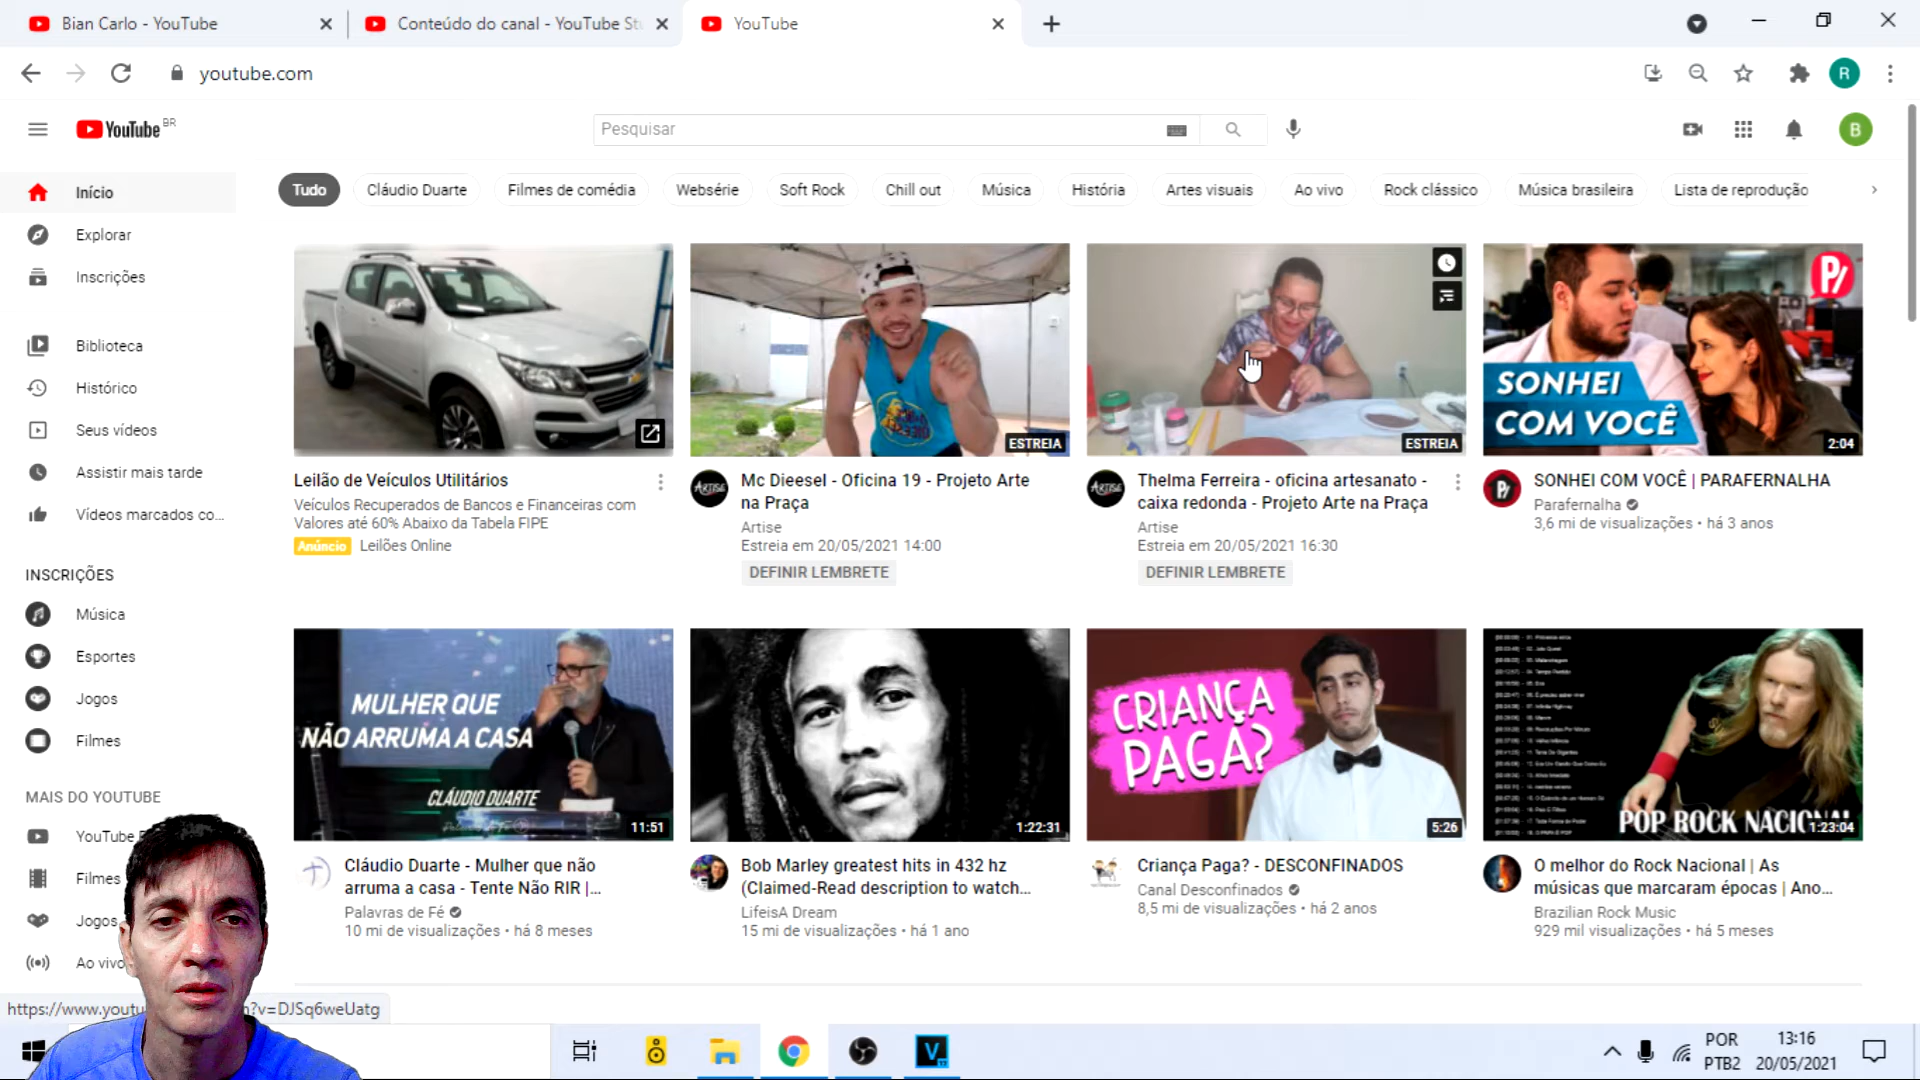 Bian Carlo - YouTube
Conteúdo do canal - YouTube St
YouTube
youtube.com
R
YouTube BR
Pesquisar
B
Início
Explorar
Inscrições
Biblioteca
Histórico
Seus vídeos
Assistir mais tarde
Vídeos marcados co...
INSCRIÇÕES
Música
Esportes
Jogos
Filmes
MAIS DO YOUTUBE
YouTube
Filmes
Jogos
Ao vivo
Tudo
Cláudio Duarte
Filmes de comédia
Websérie
Soft Rock
Chill out
Música
História
Artes visuais
Ao vivo
Rock clássico
Música brasileira
Lista de reprodução
Leilão de Veículos Utilitários
Veículos Recuperados de Bancos e Financeiras com
Valores até 60% Abaixo da Tabela FIPE
Anúncio Leilões Online
ESTREIA
ARTISE
Mc Dieesel - Oficina 19 - Projeto Arte
na Praça
Artise
Estreia em 20/05/2021 14:00
DEFINIR LEMBRETE
ESTREIA
ARTISE
Thelma Ferreira - oficina artesanato -
caixa redonda - Projeto Arte na Praça
Artise
Estreia em 20/05/2021 16:30
DEFINIR LEMBRETE
P/
SONHEI
COM VOCÊ
2:04
P/
SONHEI COM VOCÊ | PARAFERNALHA
Parafernalha
3,6 mi de visualizações • há 3 anos
MULHER QUE
NÃO ARRUMA A CASA
CLÁUDIO DUARTE
11:51
Cláudio Duarte - Mulher que não
arruma a casa - Tente Não RIR |...
Palavras de Fé
10 mi de visualizações • há 8 meses
1:22:31
Bob Marley greatest hits in 432 hz
(Claimed-Read description to watch...
LifeisA Dream
15 mi de visualizações • há 1 ano
CRIANÇA
PAGA?
5:26
Criança Paga? - DESCONFINADOS
Canal Desconfinados
8,5 mi de visualizações • há 2 anos
POP ROCK NACIONAL
1:23:04
O melhor do Rock Nacional | As
músicas que marcaram épocas | Ano...
Brazilian Rock Music
929 mil visualizações • há 5 meses
https://www.youtu
?v=DJSq6weUatg
V
POR
PTB2
13:16
20/05/2021